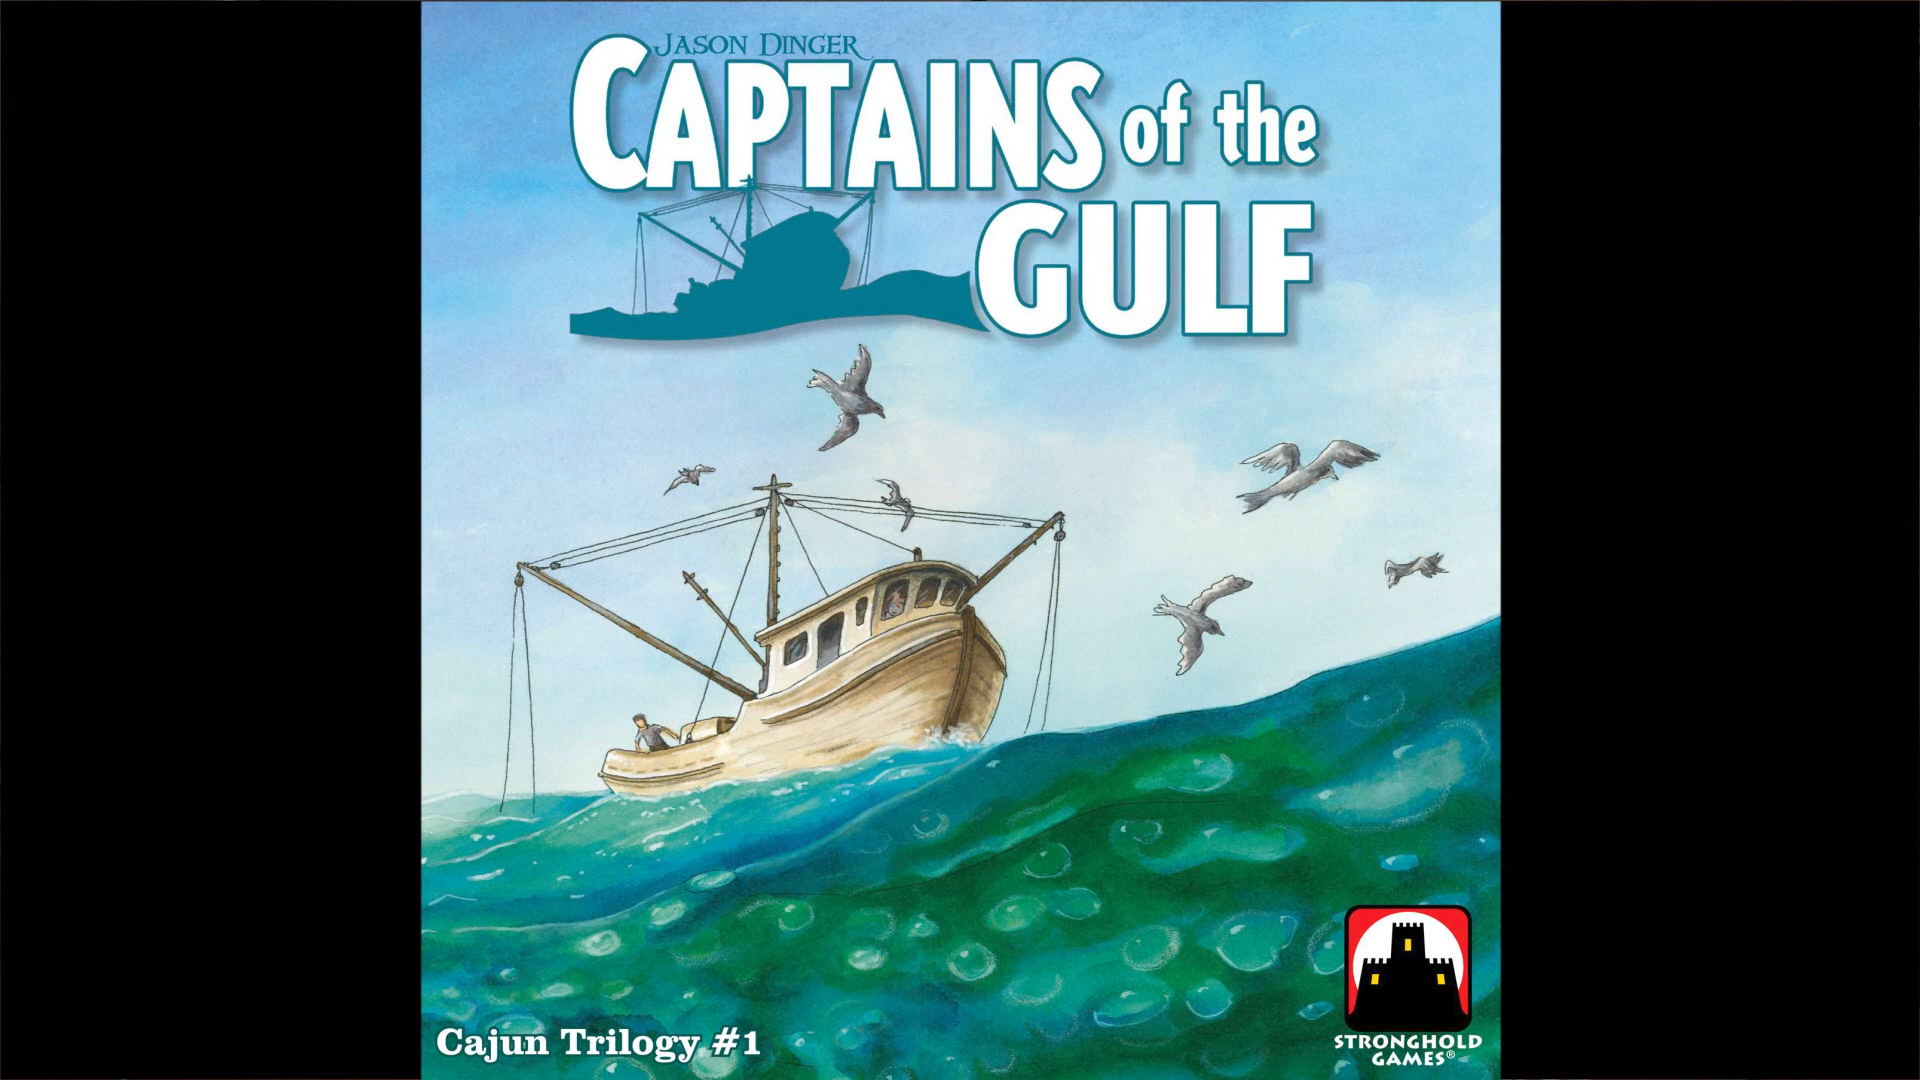 JASON DINGER
CAPTAINS of the
GULF
Cajun Trilogy #1
STRONGHOLD
GAMES®